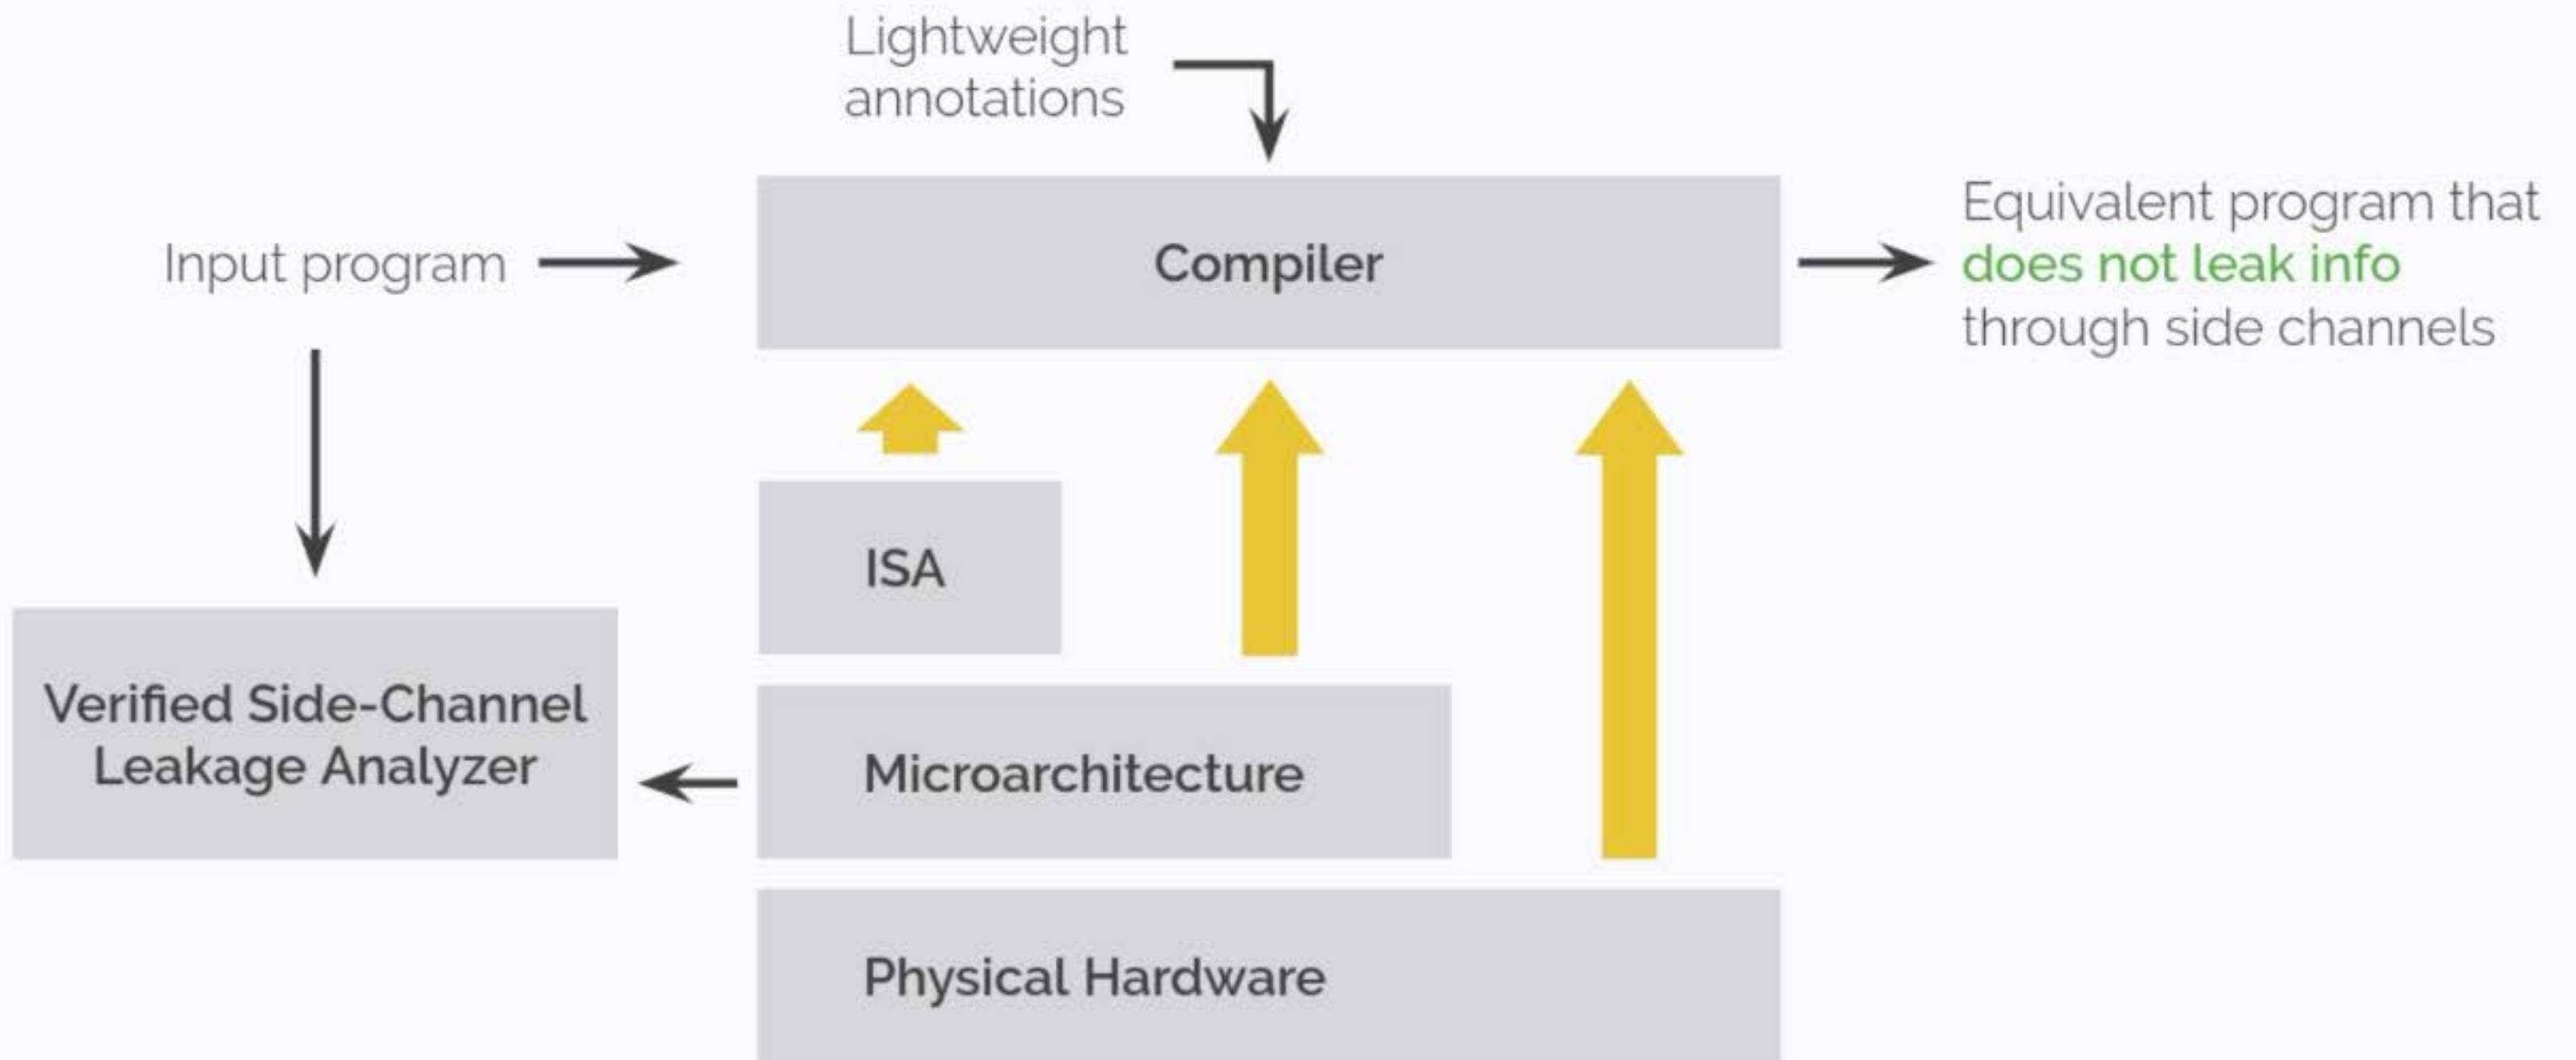 Lightweight
annotations
Input program
Compiler
Equivalent program that
does not leak info
through side channels
ISA
Verified Side-Channel
Leakage Analyzer
Microarchitecture
Physical Hardware